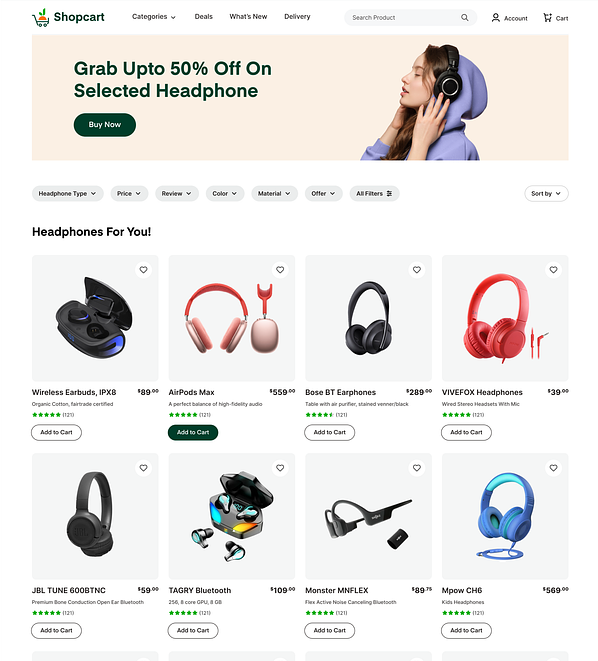 Shopcart
Categories
Deals
What's New
Delivery
Search Product
Account
Cart
Grab Upto 50% Off On
Selected Headphone
Buy Now
Headphone Type
Price
Review
Color
Material
Offer
All Filters
Sort by
Headphones For You!
Wireless Earbuds, IPX8 $89.00
Organic Cotton, fairtrade certified
(121)
Add to Cart
AirPods Max $559.00
A perfect balance of high-fidelity audio
(121)
Add to Cart
Bose BT Earphones $289.00
Table with air purifier, stained venner/black
(121)
Add to Cart
VIVEFOX Headphones $39.00
Wired Stereo Headsets With Mic
(121)
Add to Cart
JBL TUNE 600BTNC $59.00
Premium Bone Conduction Open Ear Bluetooth
(121)
Add to Cart
TAGRY Bluetooth $109.00
256, 8 core GPU, 8 GB
(121)
Add to Cart
Monster MNFLEX $89.75
Flex Active Noise Canceling Bluetooth
(121)
Add to Cart
Mpow CH6 $569.00
Kids Headphones
(121)
Add to Cart